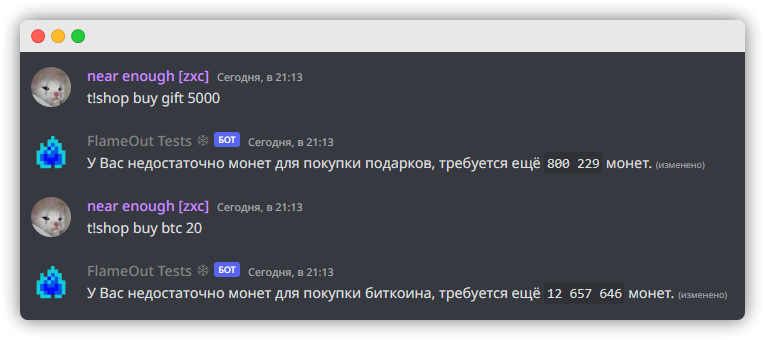 near enough [zxc] Сегодня, в 21:13
t!shop buy gift 5000
FlameOut Tests ❄ БОТ Сегодня, в 21:13
У Вас недостаточно монет для покупки подарков, требуется ещё 800 229 монет. (изменено)
near enough [zxc] Сегодня, в 21:13
t!shop buy btc 20
FlameOut Tests ❄ БОТ Сегодня, в 21:13
У Вас недостаточно монет для покупки биткоина, требуется ещё 12 657 646 монет. (изменено)